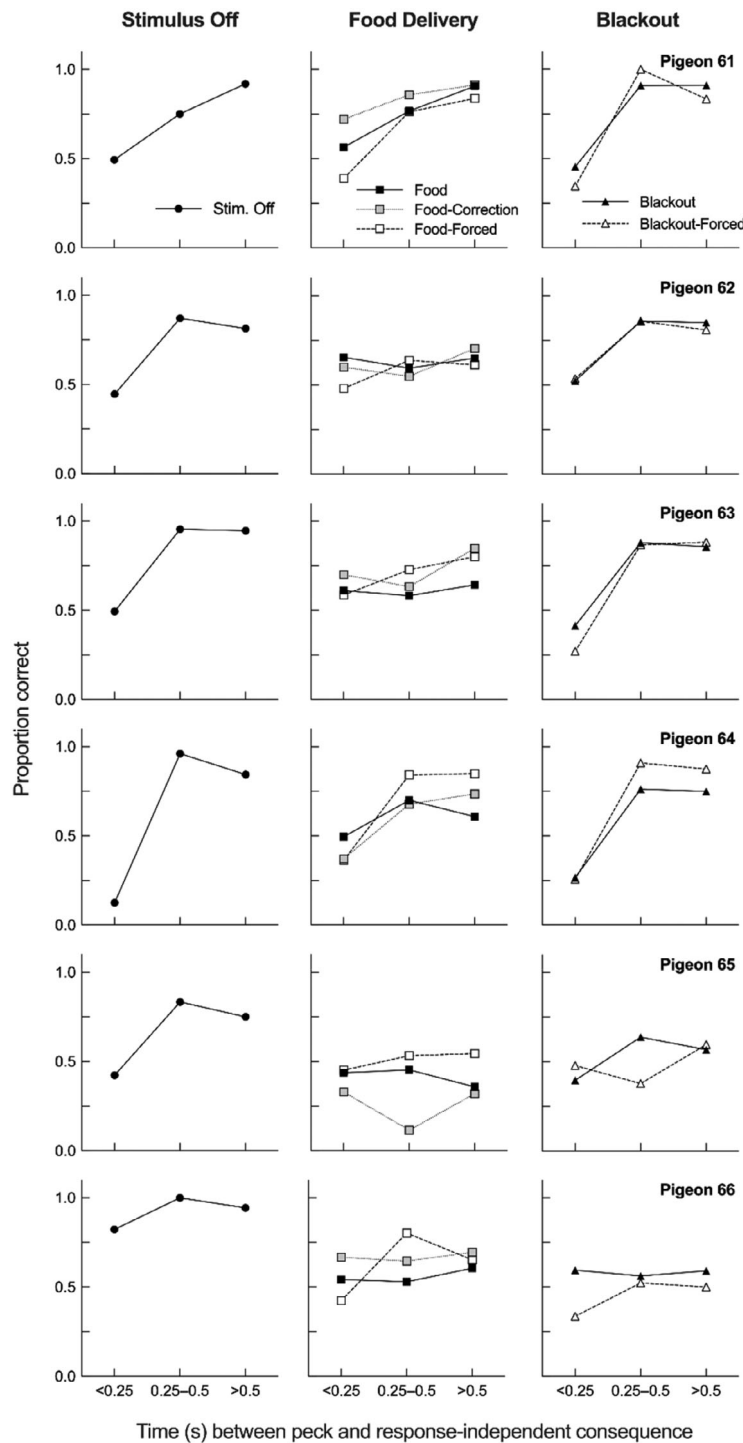 Stimulus Off Food Delivery Blackout
Pigeon 61
1.0
0.5
0.0
Stim. Off
Food
Food-Correction
Food-Forced
Blackout
Blackout-Forced
Pigeon 62
1.0
0.5
0.0
Pigeon 63
1.0
0.5
0.0
Proportion correct
Pigeon 64
1.0
0.5
0.0
Pigeon 65
1.0
0.5
0.0
Pigeon 66
1.0
0.5
0.0
<0.25 0.25–0.5 >0.5 <0.25 0.25–0.5 >0.5 <0.25 0.25–0.5 >0.5
Time (s) between peck and response-independent consequence